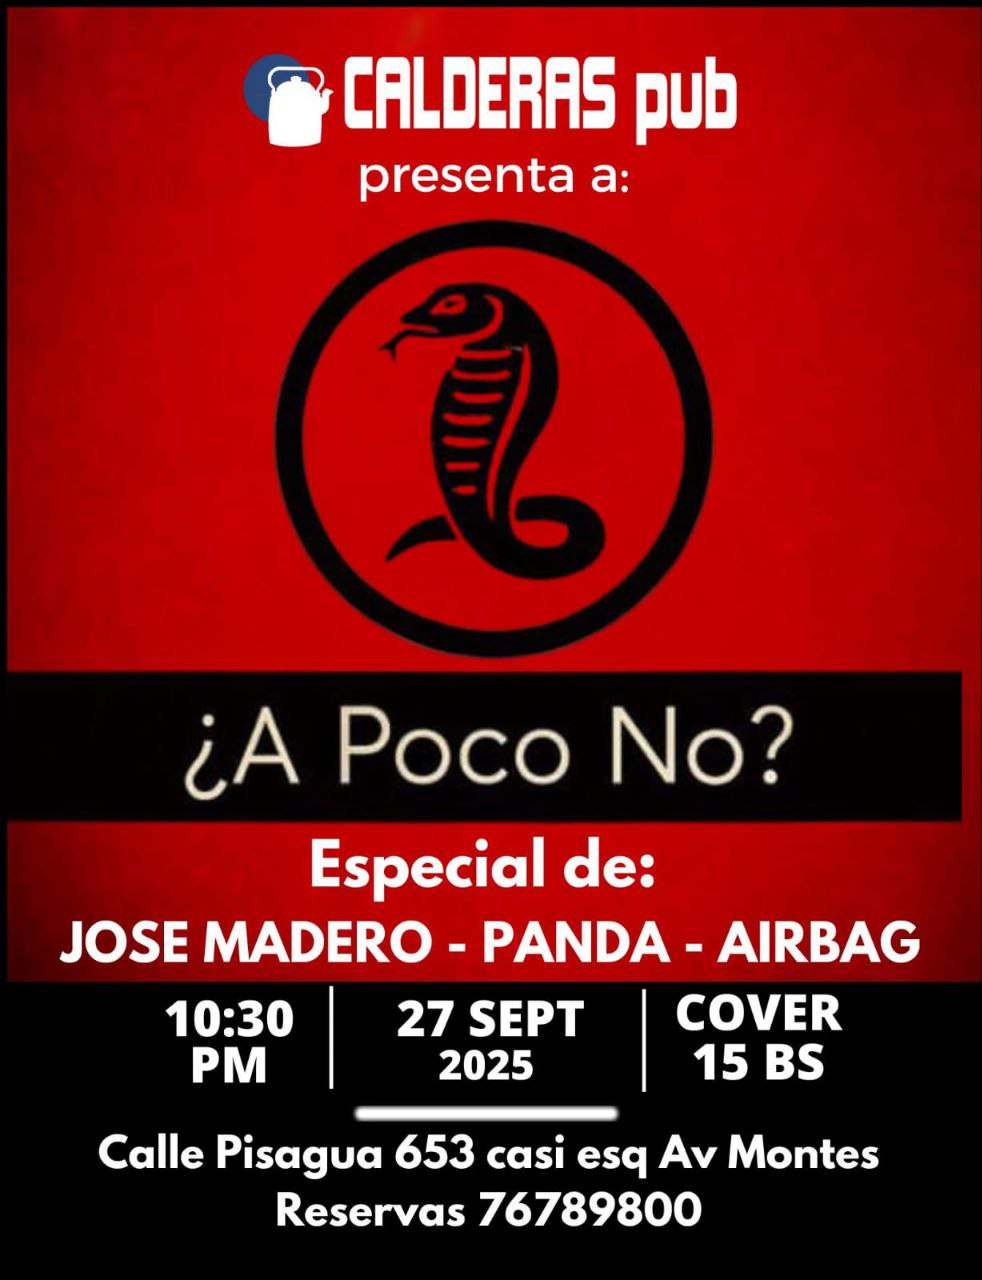 CALDERAS pub
presenta a:
¿A Poco No?
Especial de:
JOSE MADERO - PANDA - AIRBAG
10:30
PM
27 SEPT
2025
COVER
15 BS
Calle Pisagua 653 casi esq Av Montes
Reservas 76789800